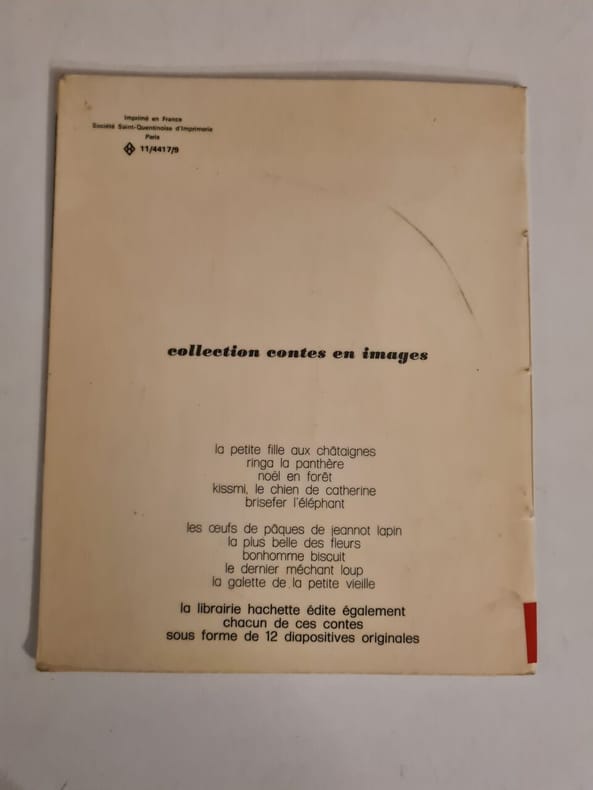 Imprimé en France
Société Saint-Quentinoise d'Imprimerie
Paris
11/4417/9
collection contes en images
la petite fille aux châtaignes
ringa la panthère
noël en forêt
kissmi, le chien de catherine
brisefer l'éléphant
les œufs de pâques de jeannot lapin
la plus belle des fleurs
bonhomme biscuit
le dernier méchant loup
la galette de la petite vieille
la librairie hachette édite également
chacun de ces contes
sous forme de 12 diapositives originales